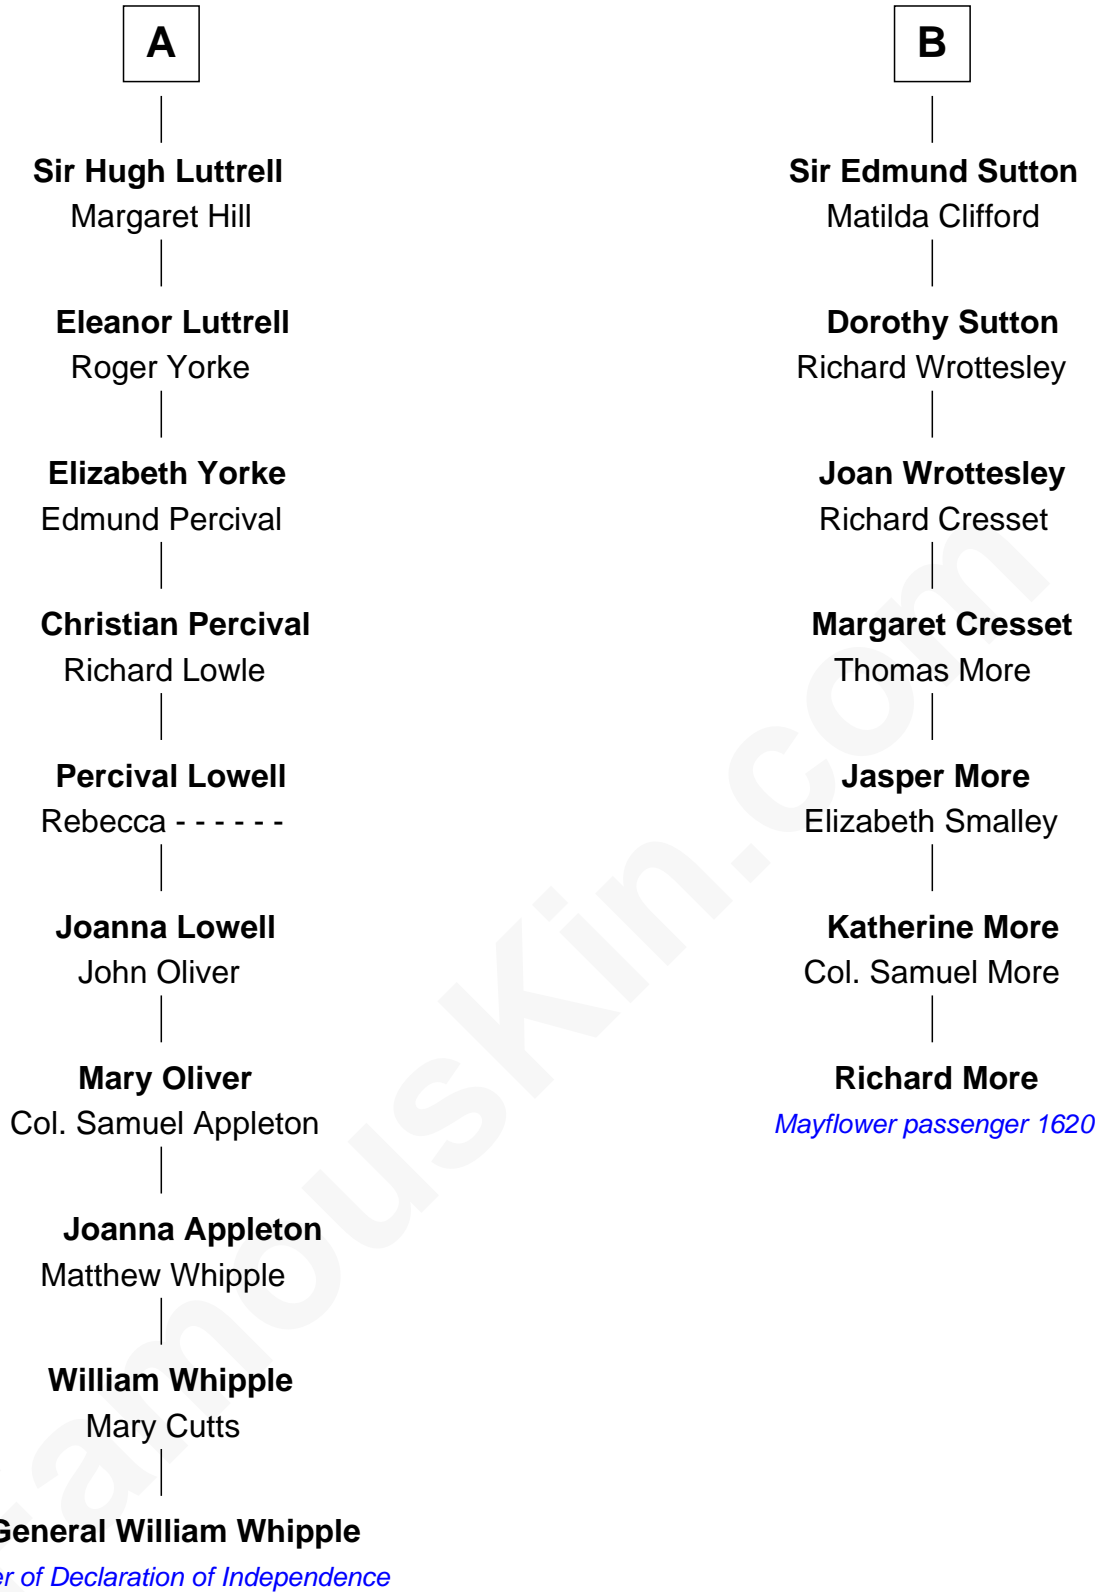 A
Sir Hugh Luttrell
Margaret Hill
Eleanor Luttrell
Roger Yorke
Elizabeth Yorke
Edmund Percival
Christian Percival
Richard Lowle
Percival Lowell
Rebecca - - - - - -
Joanna Lowell
John Oliver
Mary Oliver
Col. Samuel Appleton
Joanna Appleton
Matthew Whipple
William Whipple
Mary Cutts
General William Whipple
er of Declaration of Independence
B
Sir Edmund Sutton
Matilda Clifford
Dorothy Sutton
Richard Wrottesley
Joan Wrottesley
Richard Cresset
Margaret Cresset
Thomas More
Jasper More
Elizabeth Smalley
Katherine More
Col. Samuel More
Richard More
Mayflower passenger 1620
amouskin.com